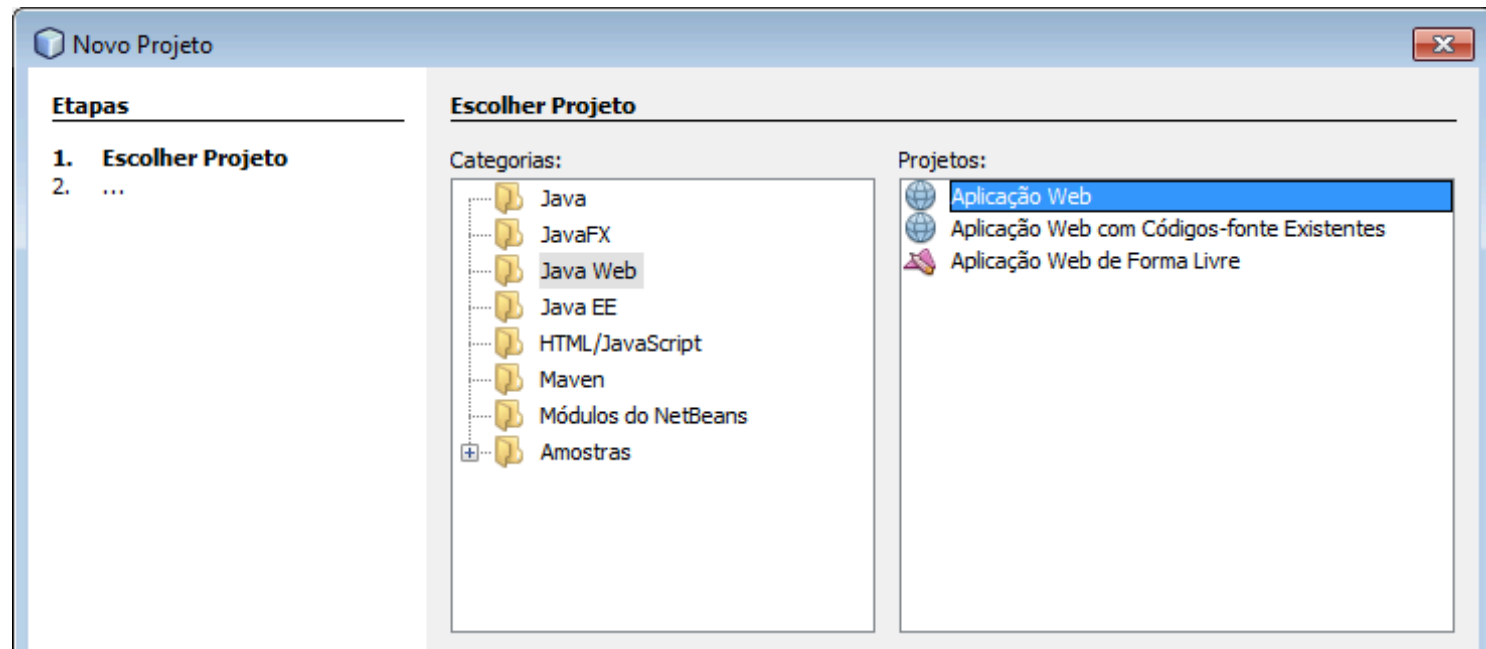 Novo Projeto
Etapas
1. Escolher Projeto
2. ...
Escolher Projeto
Categorias:
Java
JavaFX
Java Web
Java EE
HTML/JavaScript
Maven
Módulos do NetBeans
Amostras
Projetos:
Aplicação Web
Aplicação Web com Códigos-fonte Existentes
Aplicação Web de Forma Livre